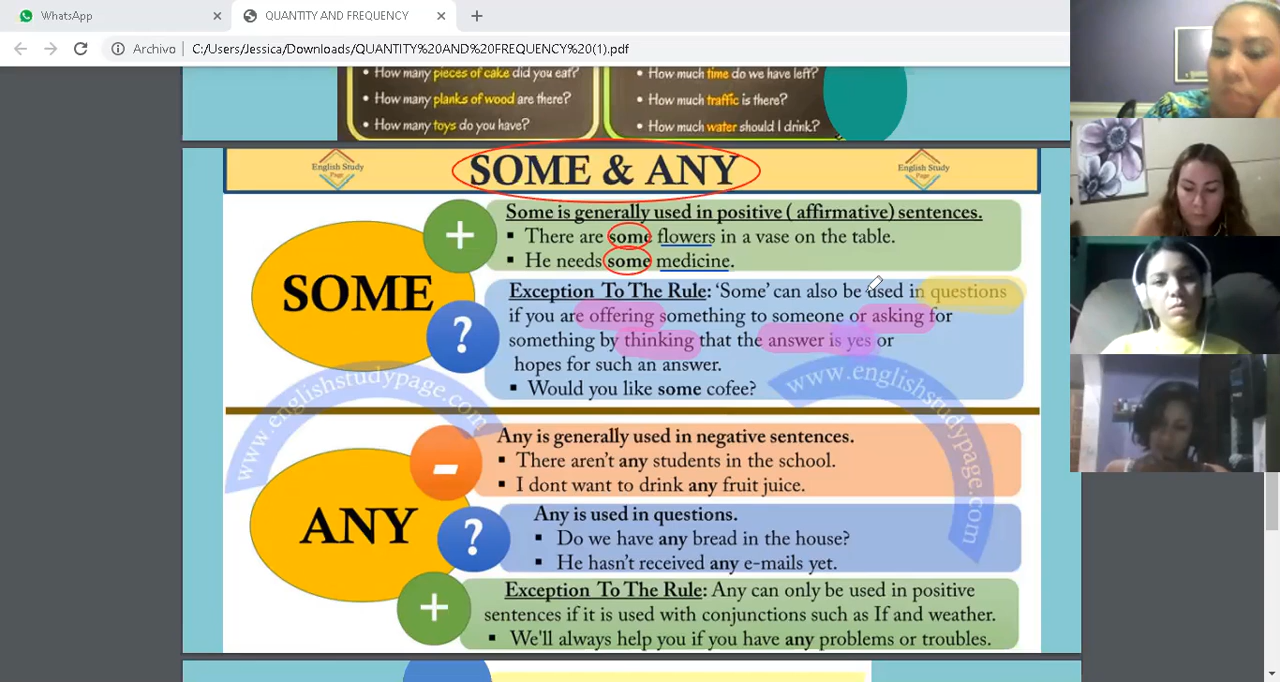 WhatsApp
QUANTITY AND FREQUENCY
Archivo
C:/Users/Jessica/Downloads/QUANTITY%20AND%20FREQUENCY%20(1).pdf
• How many pieces of cake did you eat?
• How many planks of wood are there?
• How many toys do you have?
• How much time do we have left?
• How much traffic is there?
• How much water should I drink?
English Study
Page
SOME & ANY
English Study
Page
SOME
+
Some is generally used in positive ( affirmative) sentences.
▪ There are some flowers in a vase on the table.
▪ He needs some medicine.
?
Exception To The Rule: ‘Some’ can also be used in questions
if you are offering something to someone or asking for
something by thinking that the answer is yes or
hopes for such an answer.
▪ Would you like some cofee?
www.englishstudypage.com
www.englishstudypage.com
ANY
-
Any is generally used in negative sentences.
▪ There aren't any students in the school.
▪ I dont want to drink any fruit juice.
?
Any is used in questions.
▪ Do we have any bread in the house?
▪ He hasn't received any e-mails yet.
+
Exception To The Rule: Any can only be used in positive
sentences if it is used with conjunctions such as If and weather.
▪ We'll always help you if you have any problems or troubles.